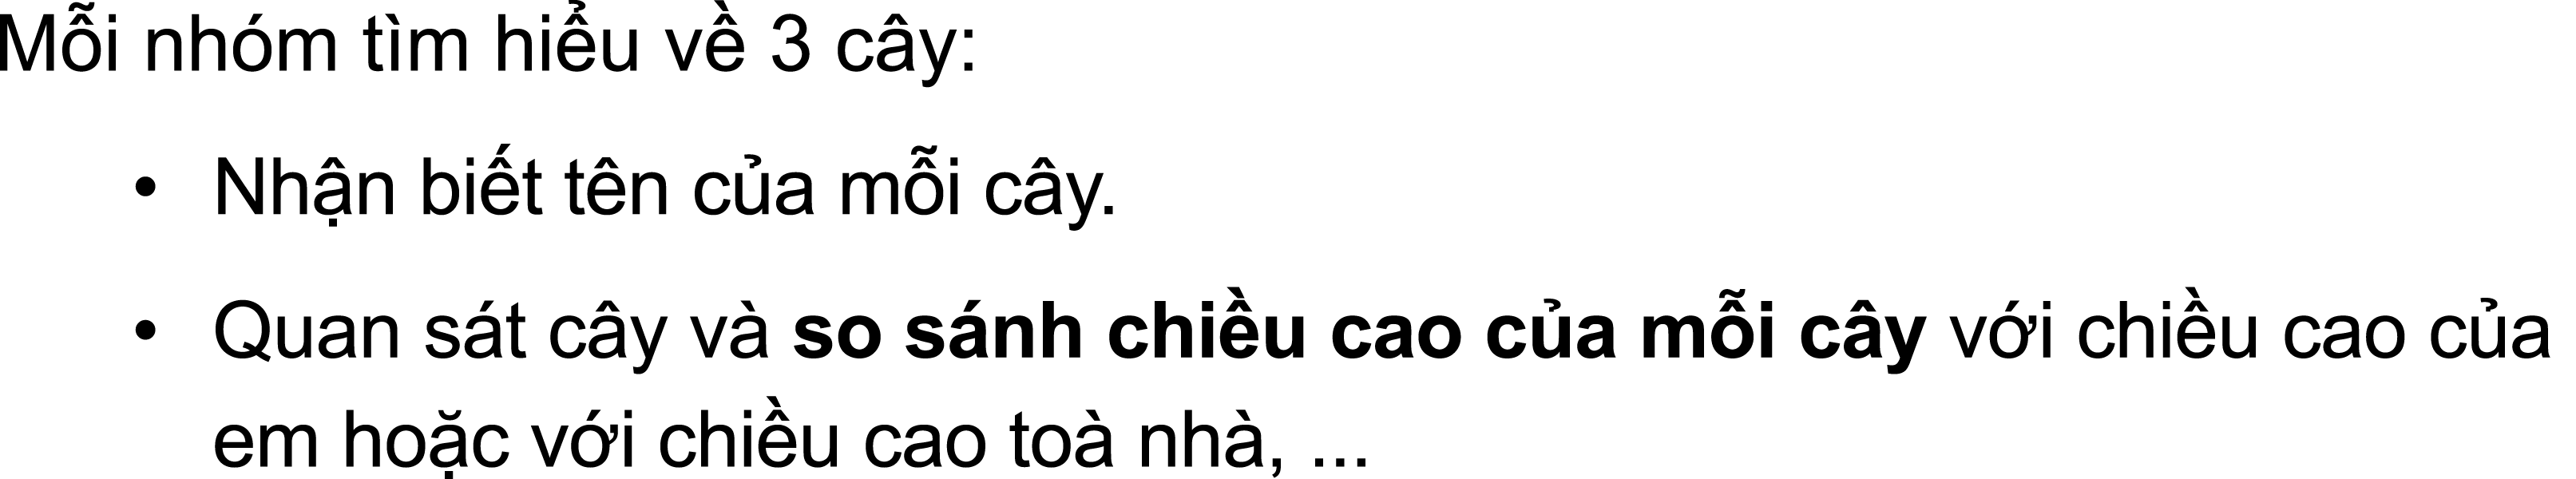 Mỗi nhóm tìm hiểu về 3 cây:
• Nhận biết tên của mỗi cây.
• Quan sát cây và so sánh chiều cao của mỗi cây với chiều cao của
em hoặc với chiều cao toà nhà, ...